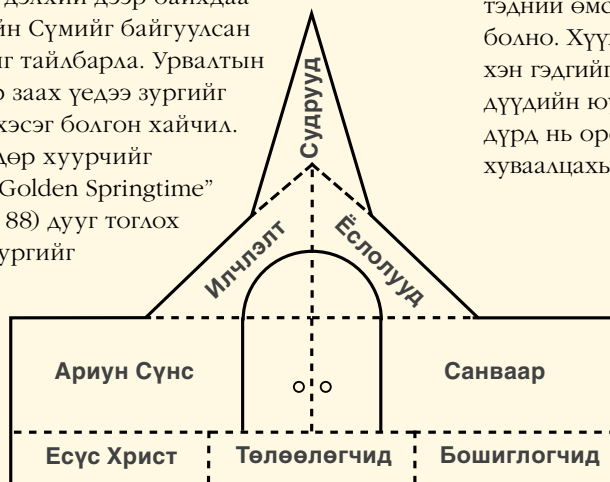 дэлхий дээр байхдаа
йн Сүмийг байгуулсан
г тайлбарла. Урвалтын
р заах үедээ зургийг
хэсэг болгон хайчил.
дөр хуурчийг
Golden Springtime”
88) дууг тоглох
ургийг
тэдний өмс
болно. Хүүх
хэн гэдгийг
дүүдийн ю
дүрд нь оро
хуваалцахы
Судрууд
Илчлэлт
Ёслолууд
Ариун Сүнс
Санваар
Есүс Христ
Төлөөлөгчид
Бошиглогчид